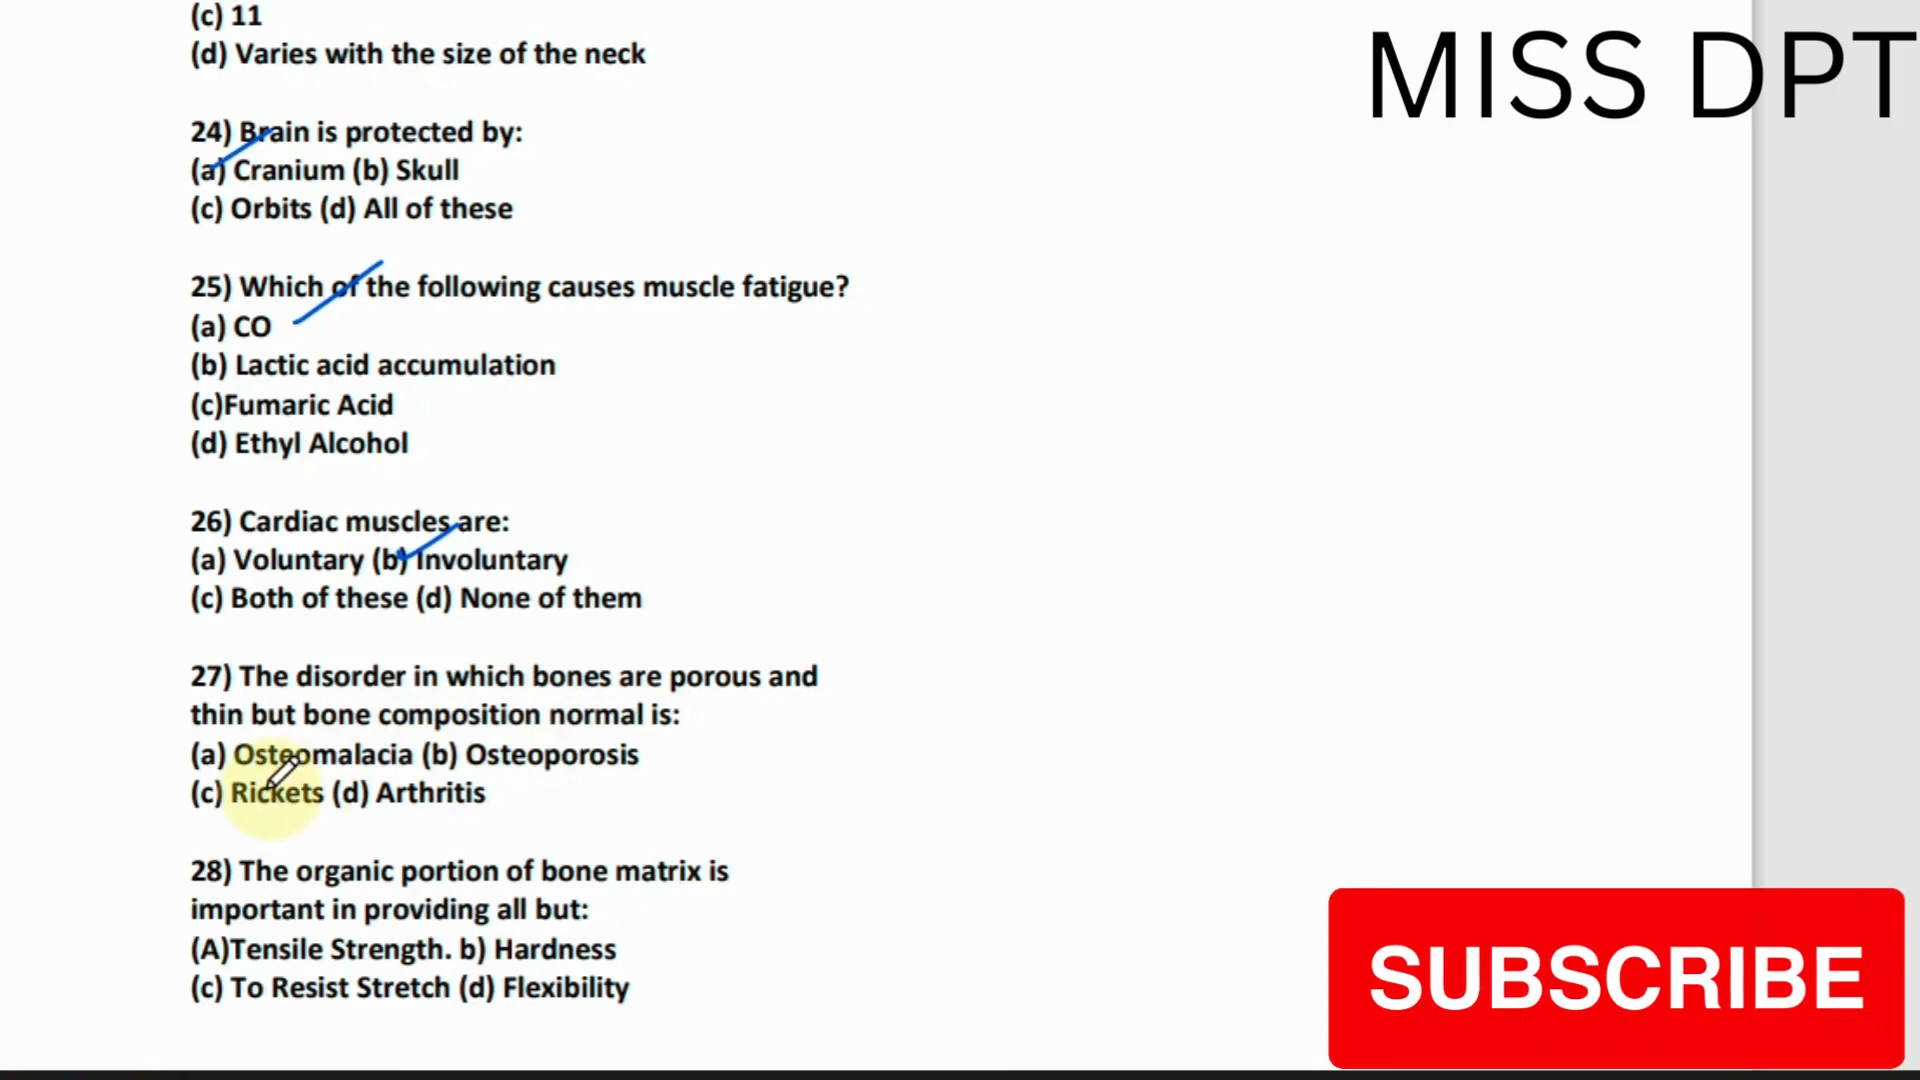 (c) 11
(d) Varies with the size of the neck
MISS DPT
24) Brain is protected by:
(a) Cranium (b) Skull
(c) Orbits (d) All of these
25) Which of the following causes muscle fatigue?
(a) CO
(b) Lactic acid accumulation
(c)Fumaric Acid
(d) Ethyl Alcohol
26) Cardiac muscles are:
(a) Voluntary (b) Involuntary
(c) Both of these (d) None of them
27) The disorder in which bones are porous and
thin but bone composition normal is:
(a) Osteomalacia (b) Osteoporosis
(c) Rickets (d) Arthritis
28) The organic portion of bone matrix is
important in providing all but:
(A)Tensile Strength. b) Hardness
(c) To Resist Stretch (d) Flexibility
SUBSCRIBE